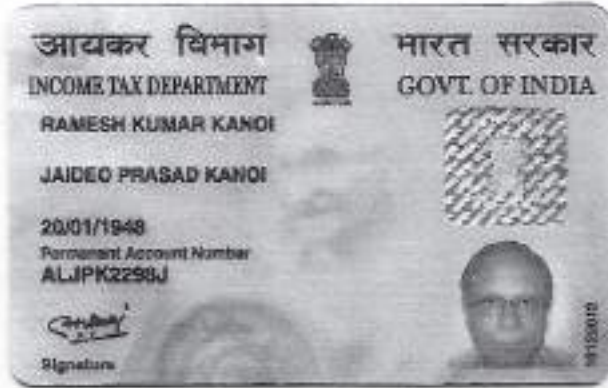 आयकर विभाग
भारत सरकार
INCOME TAX DEPARTMENT
GOVT. OF INDIA
RAMESH KUMAR KANOI
JAIDEO PRASAD KANOI
20/01/1948
Permanent Account Number
ALJPK2298J
Signature